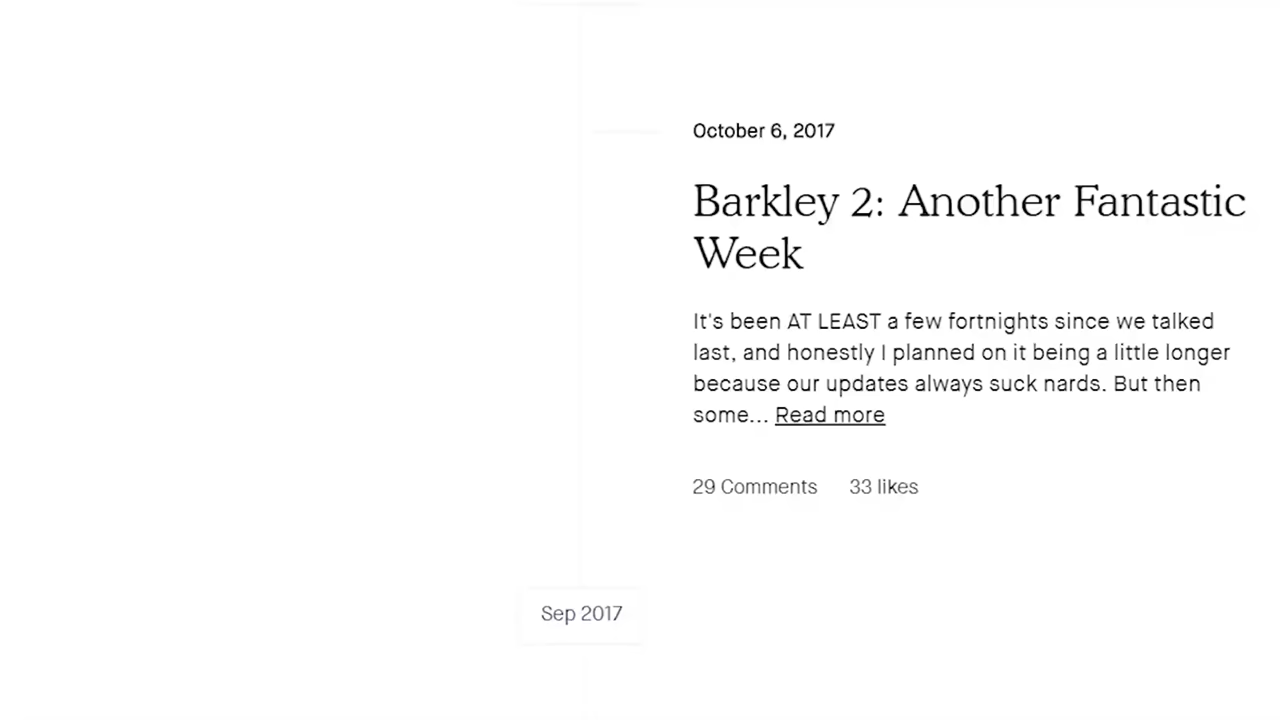 October 6, 2017
Barkley 2: Another Fantastic
Week
It's been AT LEAST a few fortnights since we talked
last, and honestly I planned on it being a little longer
because our updates always suck nards. But then
some... Read more
29 Comments 33 likes
Sep 2017